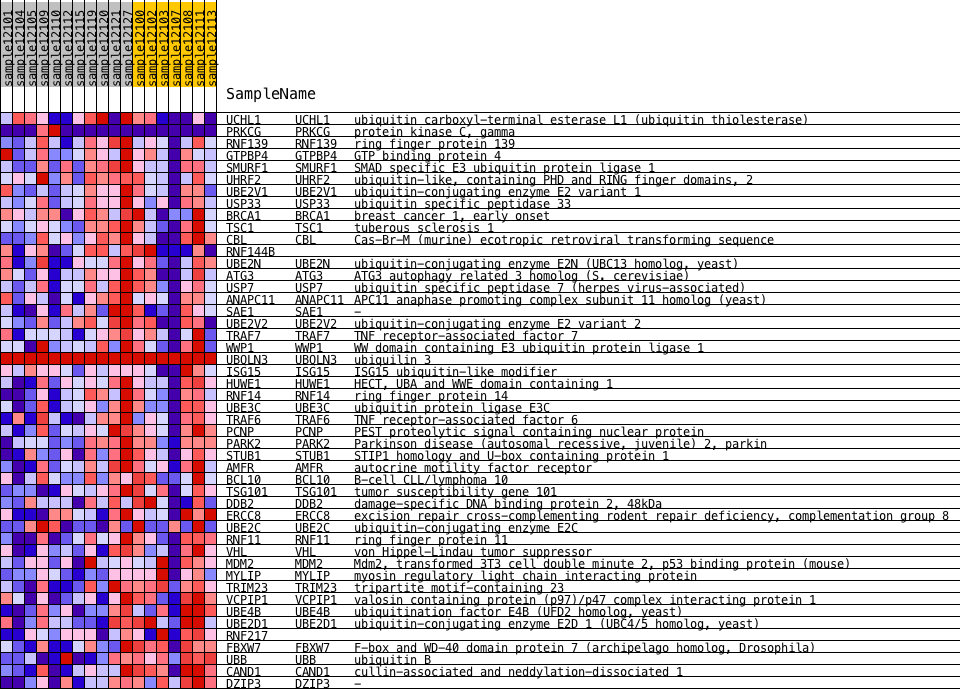 sample12101
sample12104
sample12105
sample12109
sample12110
sample12112
sample12115
sample12119
sample12120
sample12121
sample12127
sample12100
sample12102
sample12103
sample12107
sample12108
sample12111
sample12113
SampleName
UCHL1 UCHL1 ubiquitin carboxyl-terminal esterase L1 (ubiquitin thiolesterase)
PRKCG PRKCG protein kinase C, gamma
RNF139 RNF139 ring finger protein 139
GTPBP4 GTPBP4 GTP binding protein 4
SMURF1 SMURF1 SMAD specific E3 ubiquitin protein ligase 1
UHRF2 UHRF2 ubiquitin-like, containing PHD and RING finger domains, 2
UBE2V1 UBE2V1 ubiquitin-conjugating enzyme E2 variant 1
USP33 USP33 ubiquitin specific peptidase 33
BRCA1 BRCA1 breast cancer 1, early onset
TSC1 TSC1 tuberous sclerosis 1
CBL CBL Cas-Br-M (murine) ecotropic retroviral transforming sequence
RNF144B
UBE2N UBE2N ubiquitin-conjugating enzyme E2N (UBC13 homolog, yeast)
ATG3 ATG3 ATG3 autophagy related 3 homolog (S. cerevisiae)
USP7 USP7 ubiquitin specific peptidase 7 (herpes virus-associated)
ANAPC11 ANAPC11 APC11 anaphase promoting complex subunit 11 homolog (yeast)
SAE1 SAE1 -
UBE2V2 UBE2V2 ubiquitin-conjugating enzyme E2 variant 2
TRAF7 TRAF7 TNF receptor-associated factor 7
WWP1 WWP1 WW domain containing E3 ubiquitin protein ligase 1
UBQLN3 UBQLN3 ubiquilin 3
ISG15 ISG15 ISG15 ubiquitin-like modifier
HUWE1 HUWE1 HECT, UBA and WWE domain containing 1
RNF14 RNF14 ring finger protein 14
UBE3C UBE3C ubiquitin protein ligase E3C
TRAF6 TRAF6 TNF receptor-associated factor 6
PCNP PCNP PEST proteolytic signal containing nuclear protein
PARK2 PARK2 Parkinson disease (autosomal recessive, juvenile) 2, parkin
STUB1 STUB1 STIP1 homology and U-box containing protein 1
AMFR AMFR autocrine motility factor receptor
BCL10 BCL10 B-cell CLL/lymphoma 10
TSG101 TSG101 tumor susceptibility gene 101
DDB2 DDB2 damage-specific DNA binding protein 2, 48kDa
ERCC8 ERCC8 excision repair cross-complementing rodent repair deficiency, complementation group 8
UBE2C UBE2C ubiquitin-conjugating enzyme E2C
RNF11 RNF11 ring finger protein 11
VHL VHL von Hippel-Lindau tumor suppressor
MDM2 MDM2 Mdm2, transformed 3T3 cell double minute 2, p53 binding protein (mouse)
MYLIP MYLIP myosin regulatory light chain interacting protein
TRIM23 TRIM23 tripartite motif-containing 23
VCPIP1 VCPIP1 valosin containing protein (p97)/p47 complex interacting protein 1
UBE4B UBE4B ubiquitination factor E4B (UFD2 homolog, yeast)
UBE2D1 UBE2D1 ubiquitin-conjugating enzyme E2D 1 (UBC4/5 homolog, yeast)
RNF217
FBXW7 FBXW7 F-box and WD-40 domain protein 7 (archipelago homolog, Drosophila)
UBB UBB ubiquitin B
CAND1 CAND1 cullin-associated and neddylation-dissociated 1
DZIP3 DZIP3 -